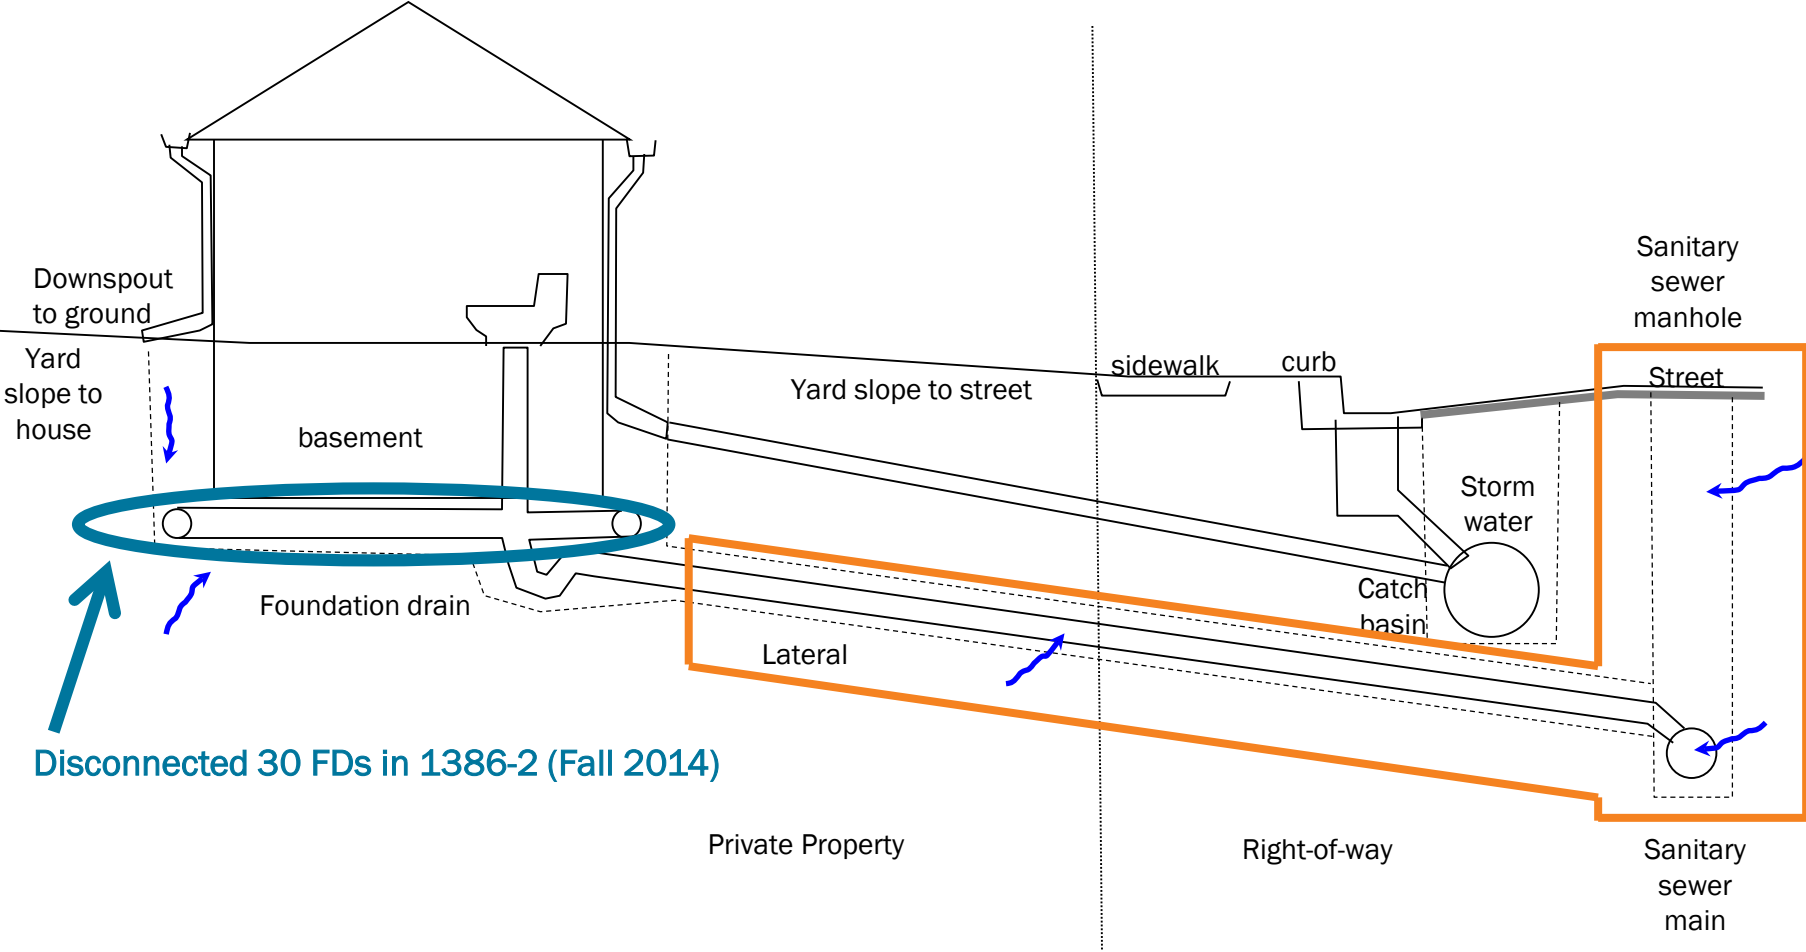 Sanitary
sewer
manhole
Downspout
to ground
Yard
slope to
house
sidewalk
curb
Street
Yard slope to street
basement
Storm
water
Catch
basin
Foundation drain
Lateral
Disconnected 30 FDs in 1386-2 (Fall 2014)
Private Property
Right-of-way
Sanitary
sewer
main